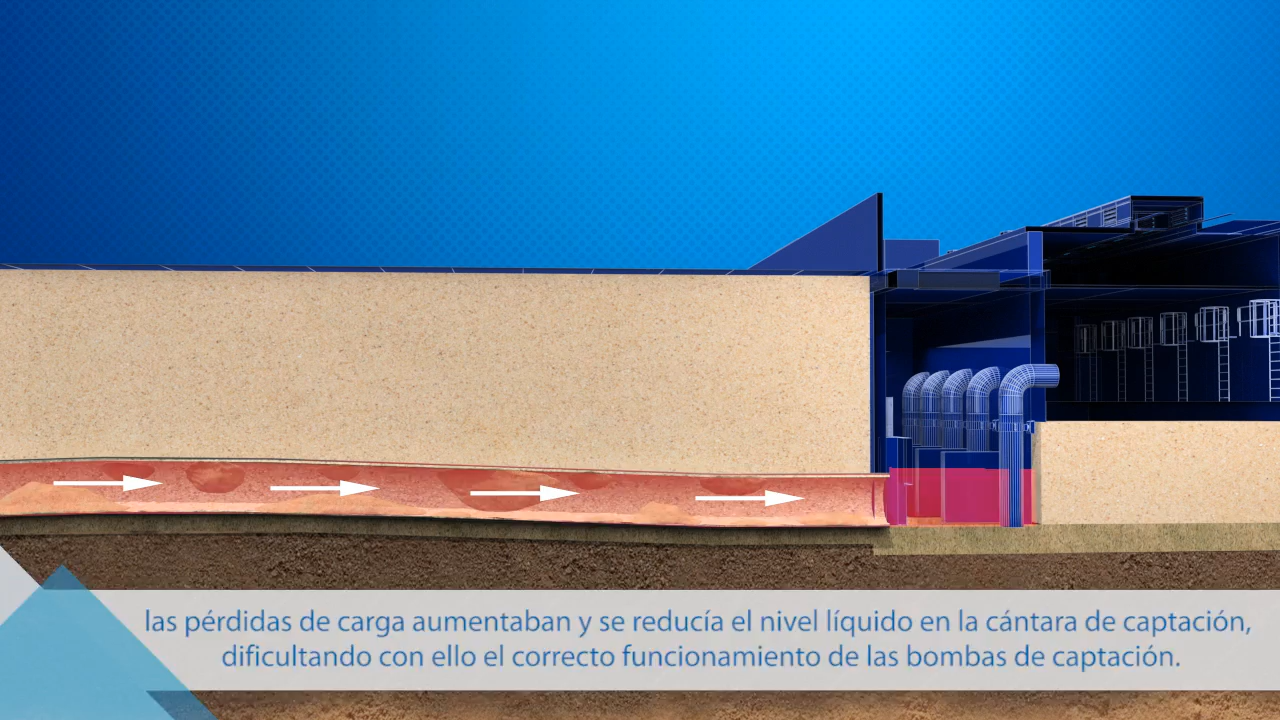 las pérdidas de carga aumentaban y se reducía el nivel líquido en la cántara de captación,
dificultando con ello el correcto funcionamiento de las bombas de captación.